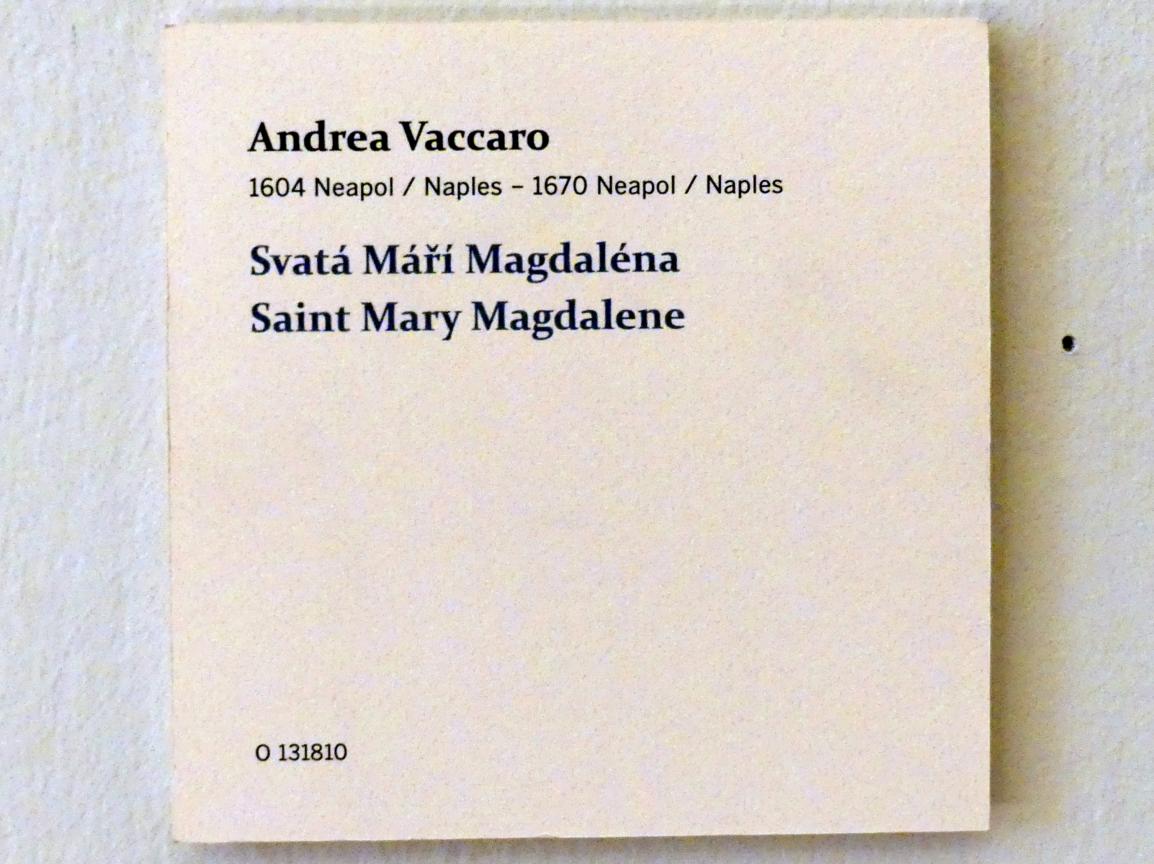 Andrea Vaccaro
1604 Neapol / Naples – 1670 Neapol / Naples
Svatá Máří Magdaléna
Saint Mary Magdalene
O 131810